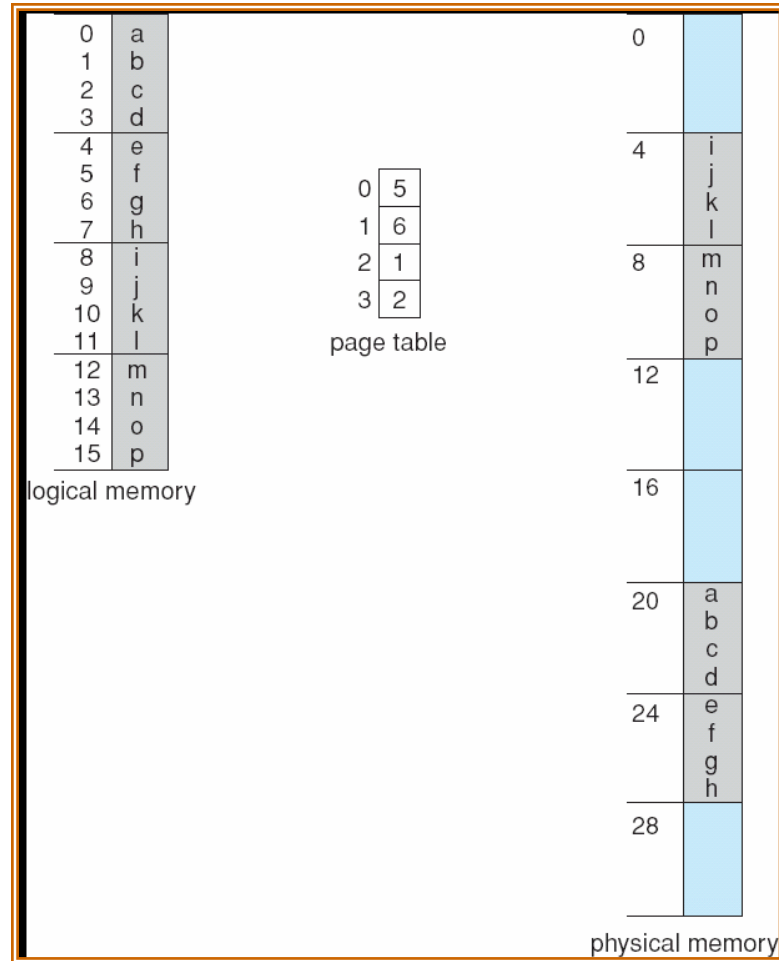 0 a
1 b
2 c
3 d
4 e
5 f
6 g
7 h
8 i
9 j
10 k
11 l
12 m
13 n
14 o
15 p
logical memory
0 5
1 6
2 1
3 2
page table
0
4 i
j
k
l
8 m
n
o
p
12
16
20 a
b
c
d
24 e
f
g
h
28
physical memory